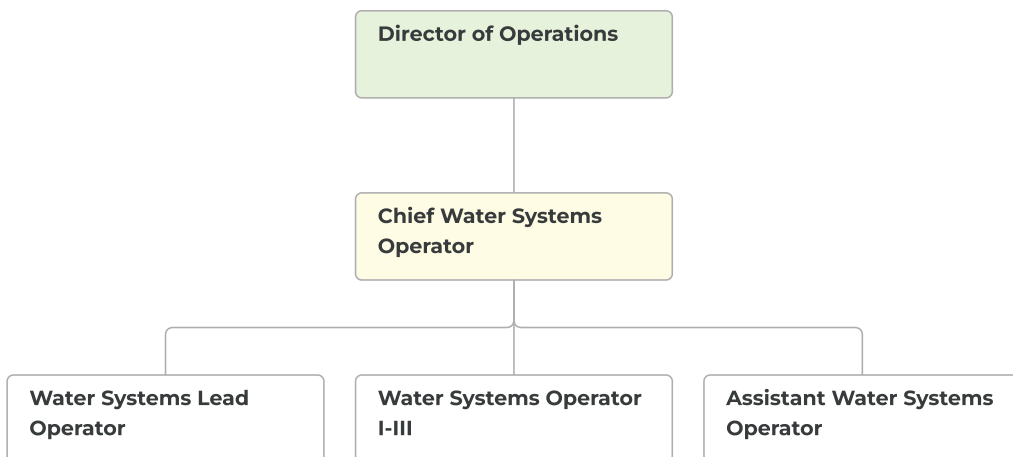 Director of Operations
Chief Water Systems
Operator
Water Systems Lead
Operator
Water Systems Operator
I-III
Assistant Water Systems
Operator